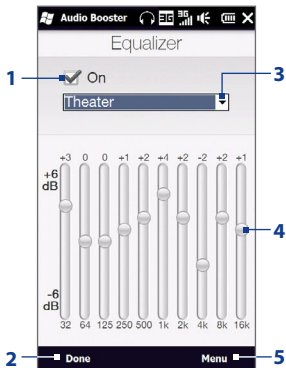 Audio Booster 3G 3G
Equalizer
1 On 3
Theater
+3 0 0 +1 +2 +4 +2 -2 +2 +1
+6
dB
4
-6
dB
32 64 125 250 500 1k 2k 4k 8k 16k
2 Done Menu 5